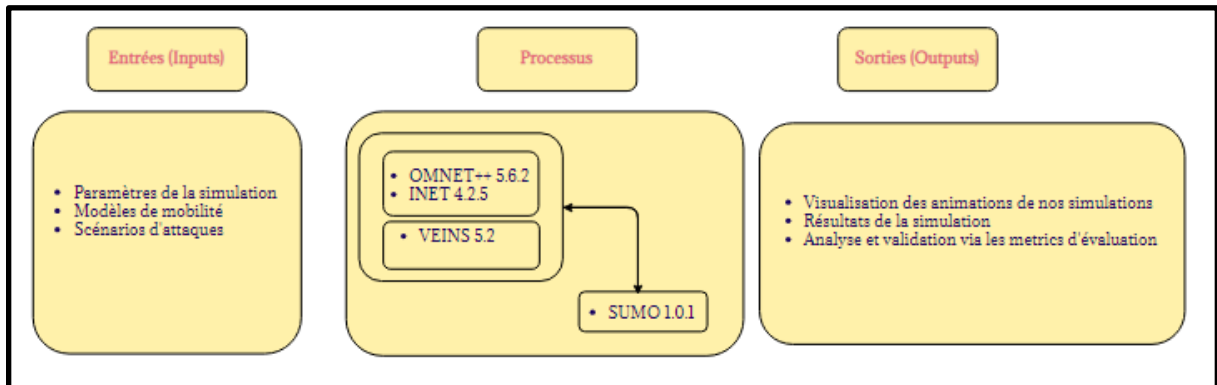 Entrées (Inputs)
Processus
Sorties (Outputs)
• Paramètres de la simulation
• Modèles de mobilité
• Scénarios d'attaques
• OMNET++ 5.6.2
• INET 4.2.5
• VEINS 5.2
• SUMO 1.0.1
• Visualisation des animations de nos simulations
• Résultats de la simulation
• Analyse et validation via les metrics d'évaluation